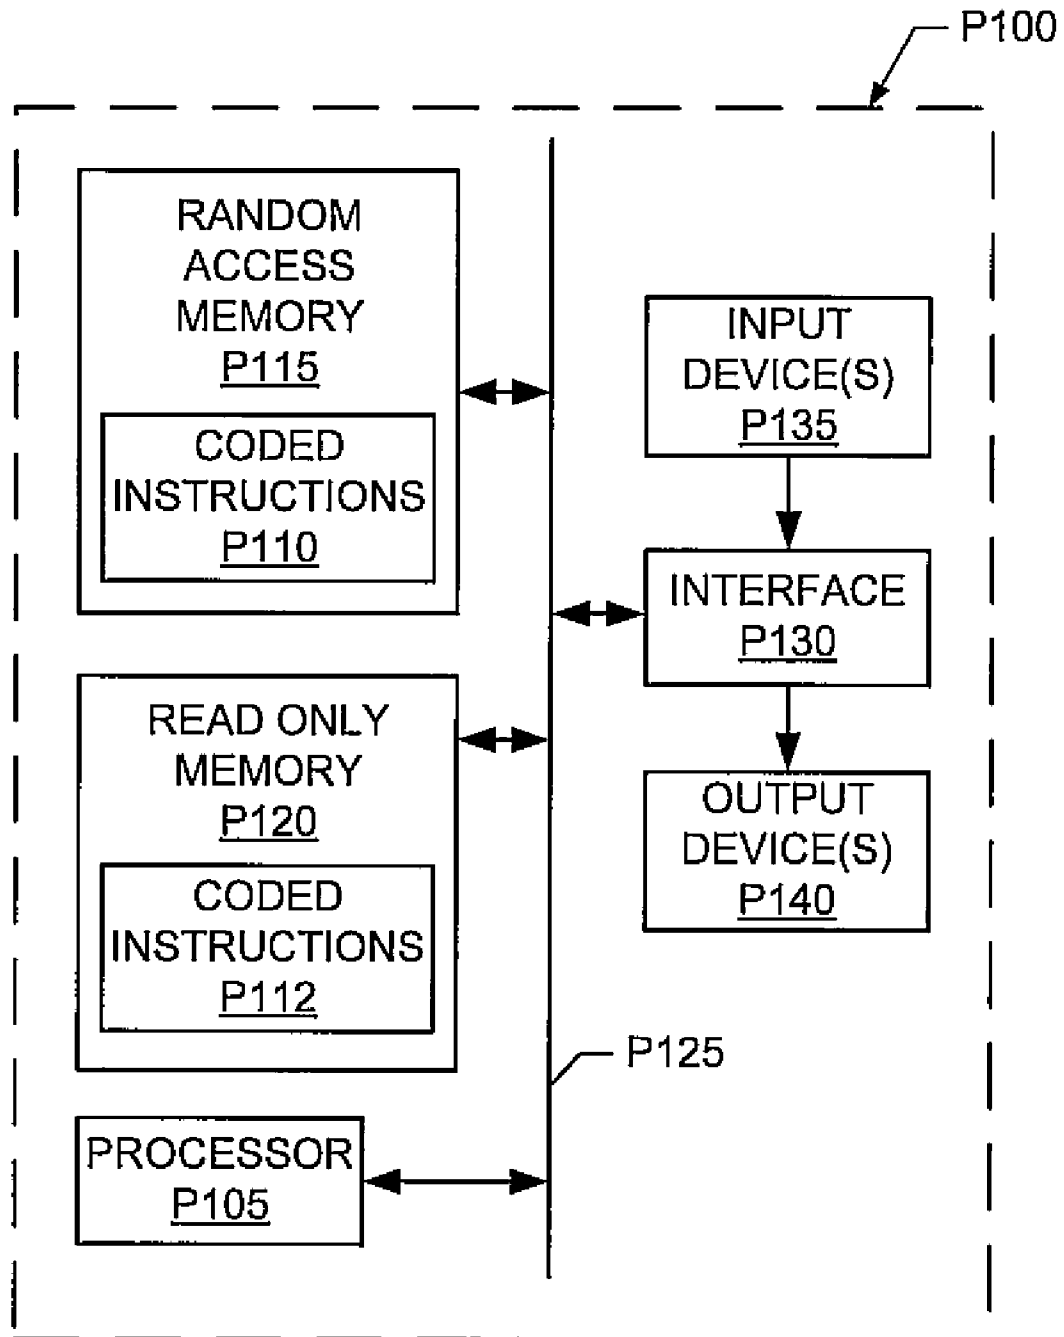 P100
RANDOM
ACCESS
MEMORY
P115
CODED
INSTRUCTIONS
P110
READ ONLY
MEMORY
P120
CODED
INSTRUCTIONS
P112
PROCESSOR
P105
P125
INPUT
DEVICE(S)
P135
INTERFACE
P130
OUTPUT
DEVICE(S)
P140